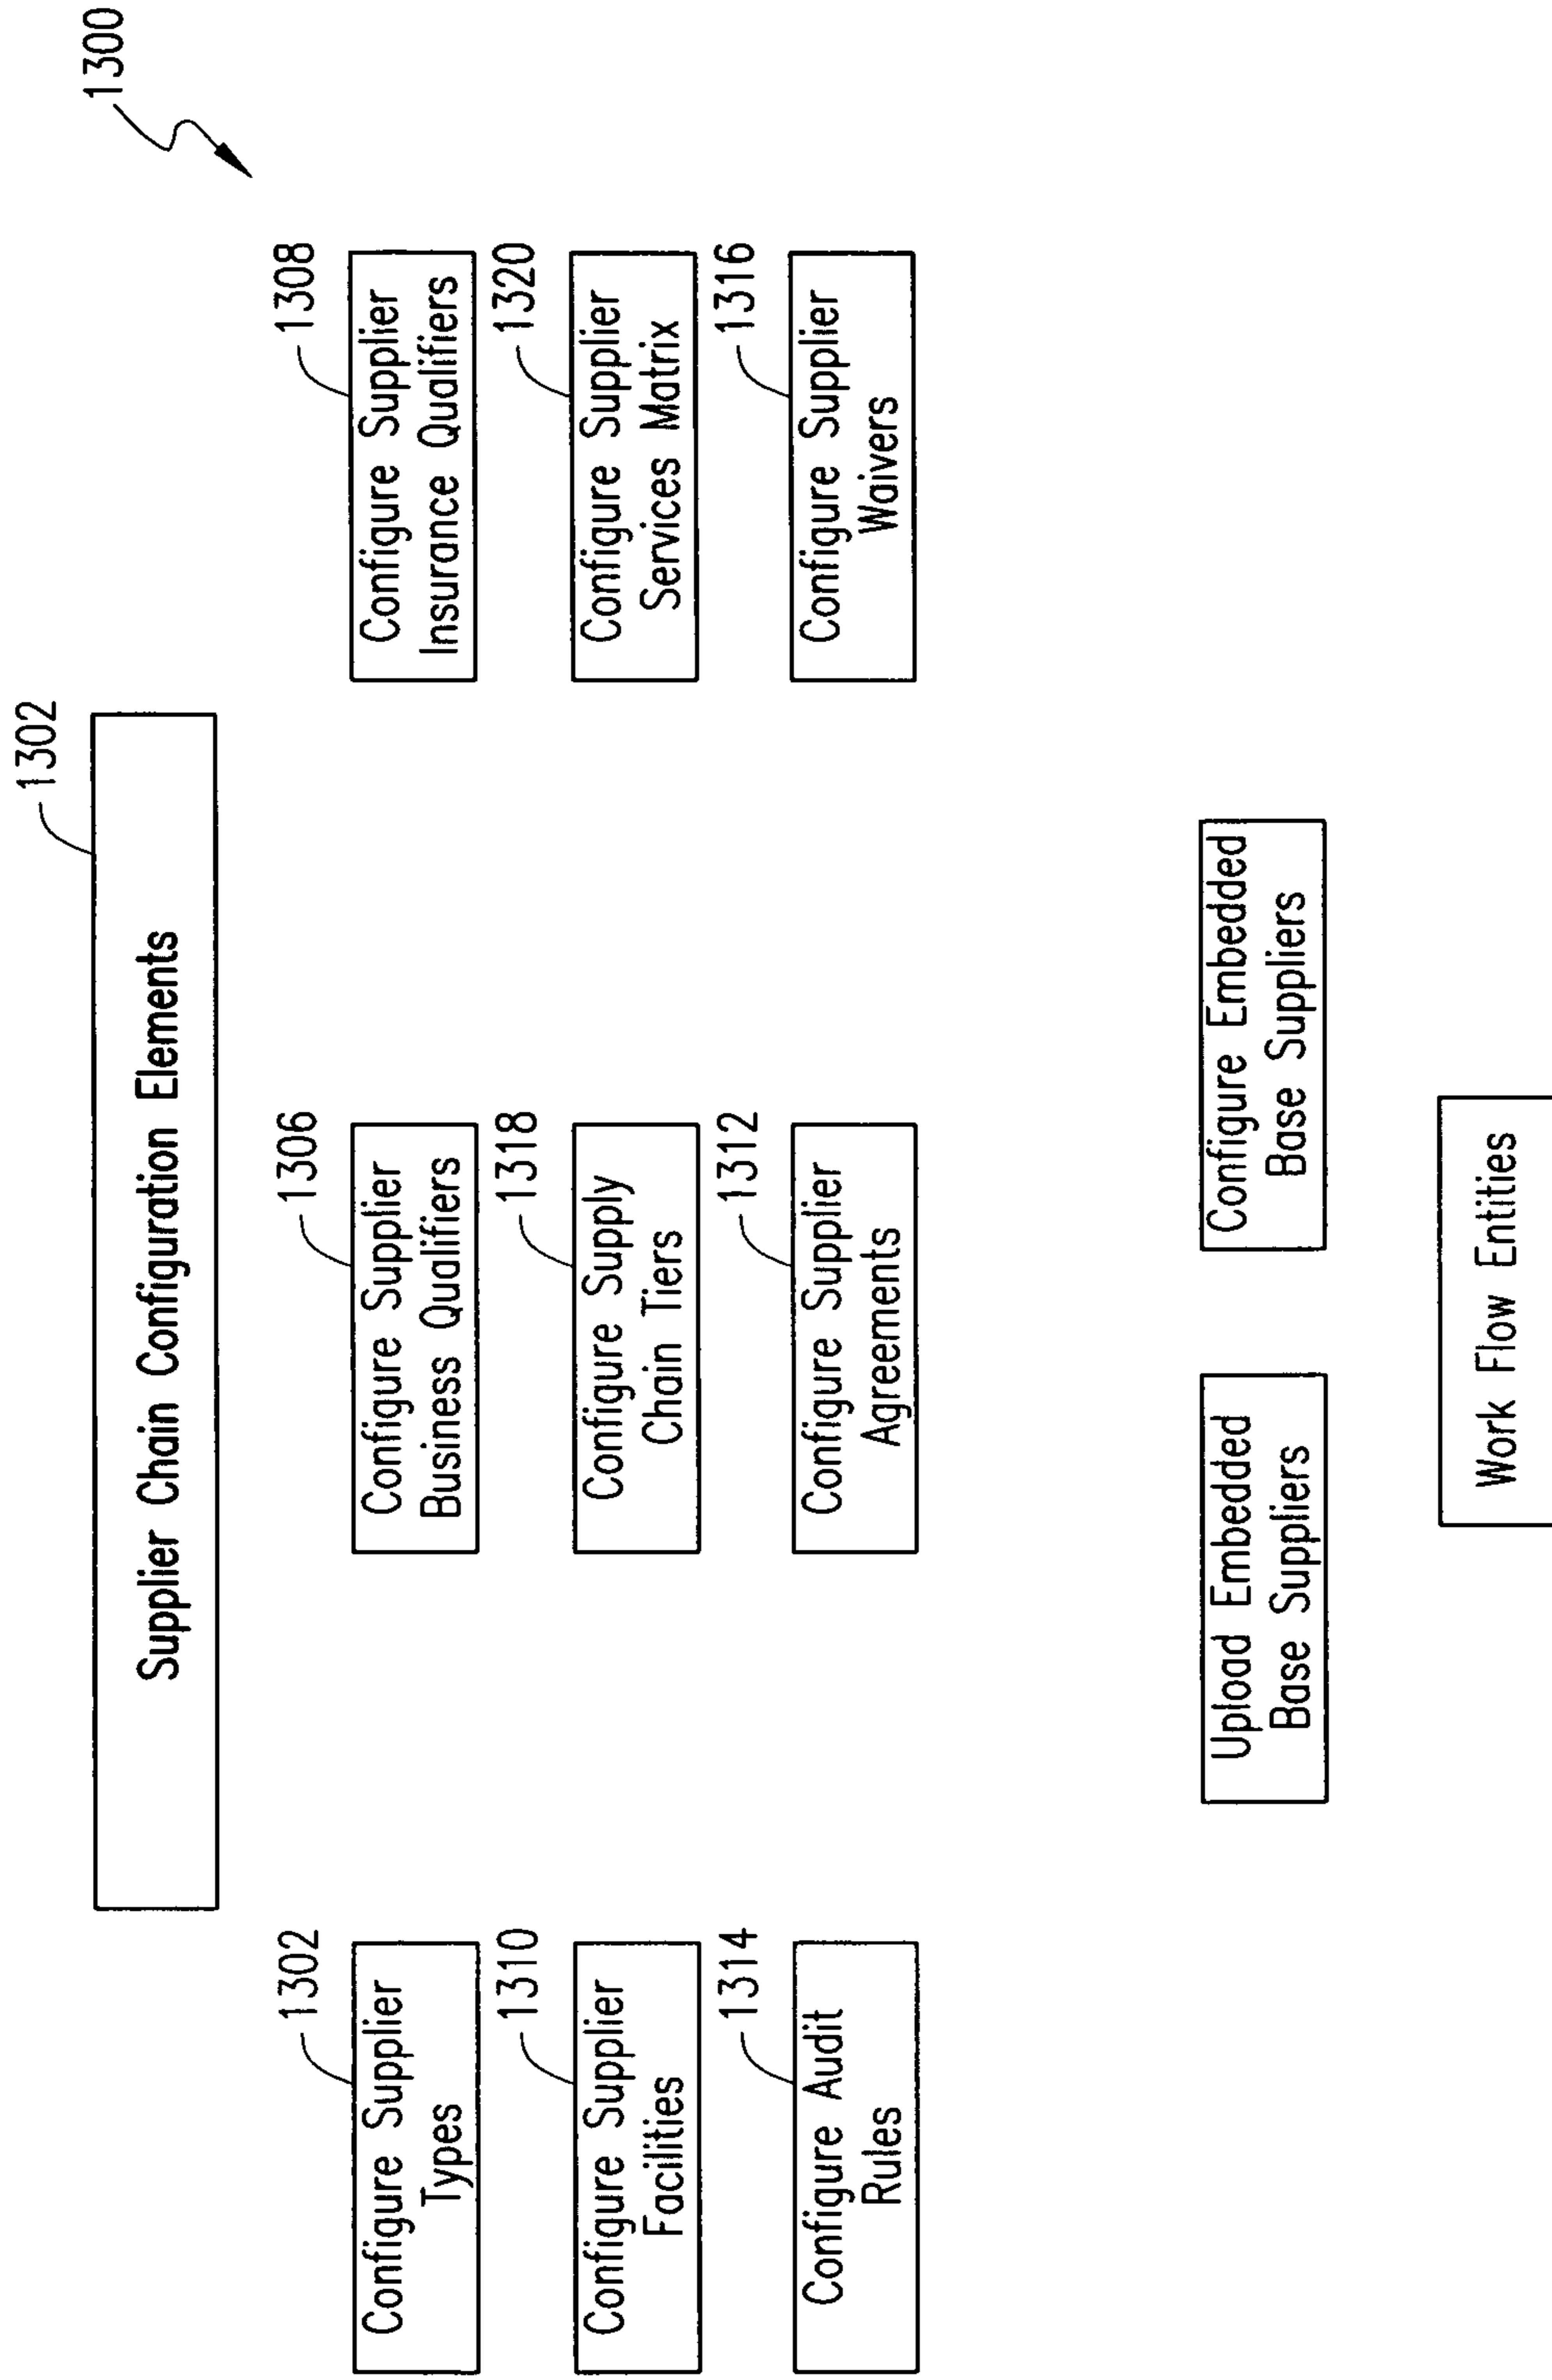 1300
1302
Supplier Chain Configuration Elements
1302
Configure Supplier
Types
1306
Configure Supplier
Business Qualifiers
1308
Configure Supplier
Insurance Qualifiers
1310
Configure Supplier
Facilities
1318
Configure Supply
Chain Tiers
1320
Configure Supplier
Services Matrix
1314
Configure Audit
Rules
1312
Configure Supplier
Agreements
1316
Configure Supplier
Waivers
Upload Embedded
Base Suppliers
Configure Embedded
Base Suppliers
Work Flow Entities